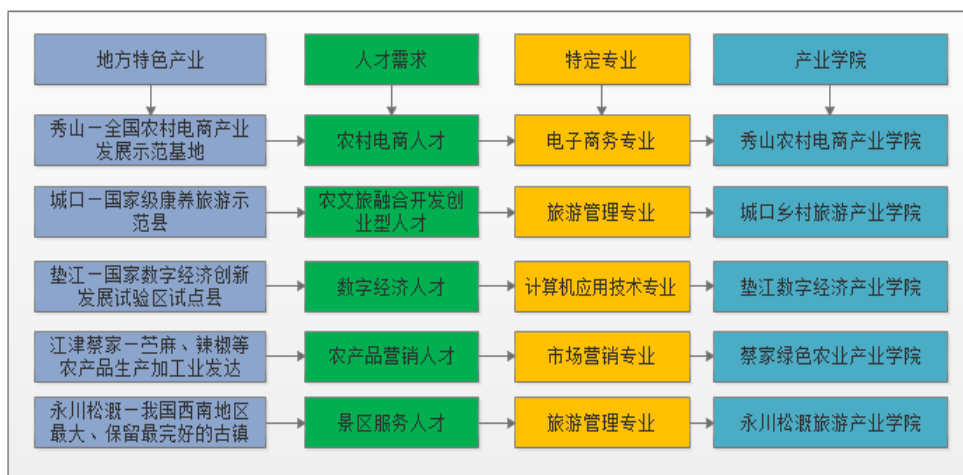 地方特色产业
人才需求
特定专业
产业学院
秀山－全国农村电商产业
发展示范基地
农村电商人才
电子商务专业
秀山农村电商产业学院
城口－国家级康养旅游示
范县
农文旅融合开发创
业型人才
旅游管理专业
城口乡村旅游产业学院
垫江－国家数字经济创新
发展试验区试点县
数字经济人才
计算机应用技术专业
垫江数字经济产业学院
江津蔡家－苎麻、辣椒等
农产品生产加工业发达
农产品营销人才
市场营销专业
蔡家绿色农业产业学院
永川松溉－我国西南地区
最大、保留最完好的古镇
景区服务人才
旅游管理专业
永川松溉旅游产业学院